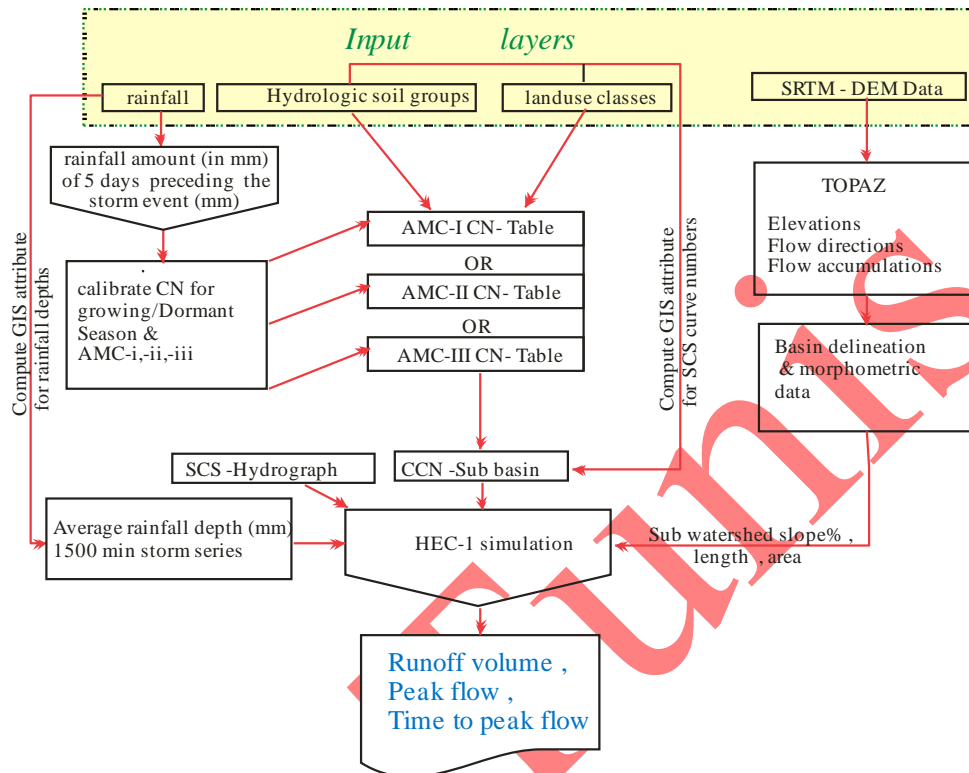 Input layers
rainfall
Hydrologic soil groups
landuse classes
SRTM - DEM Data
rainfall amount (in mm)
of 5 days preceding the
storm event (mm)
TOPAZ
Elevations
Flow directions
Flow accumulations
AMC-I CN- Table
OR
AMC-II CN- Table
OR
AMC-III CN- Table
calibrate CN for
growing/Dormant
Season &
AMC-i,-ii,-iii
Compute GIS attribute
for rainfall depths
Compute GIS attribute
for SCS curve numbers
Basin delineation
& morphometric
data
SCS -Hydrograph
CCN -Sub basin
Average rainfall depth (mm)
1500 min storm series
HEC-1 simulation
Sub watershed slope% ,
length , area
Runoff volume ,
Peak flow ,
Time to peak flow
Tunis